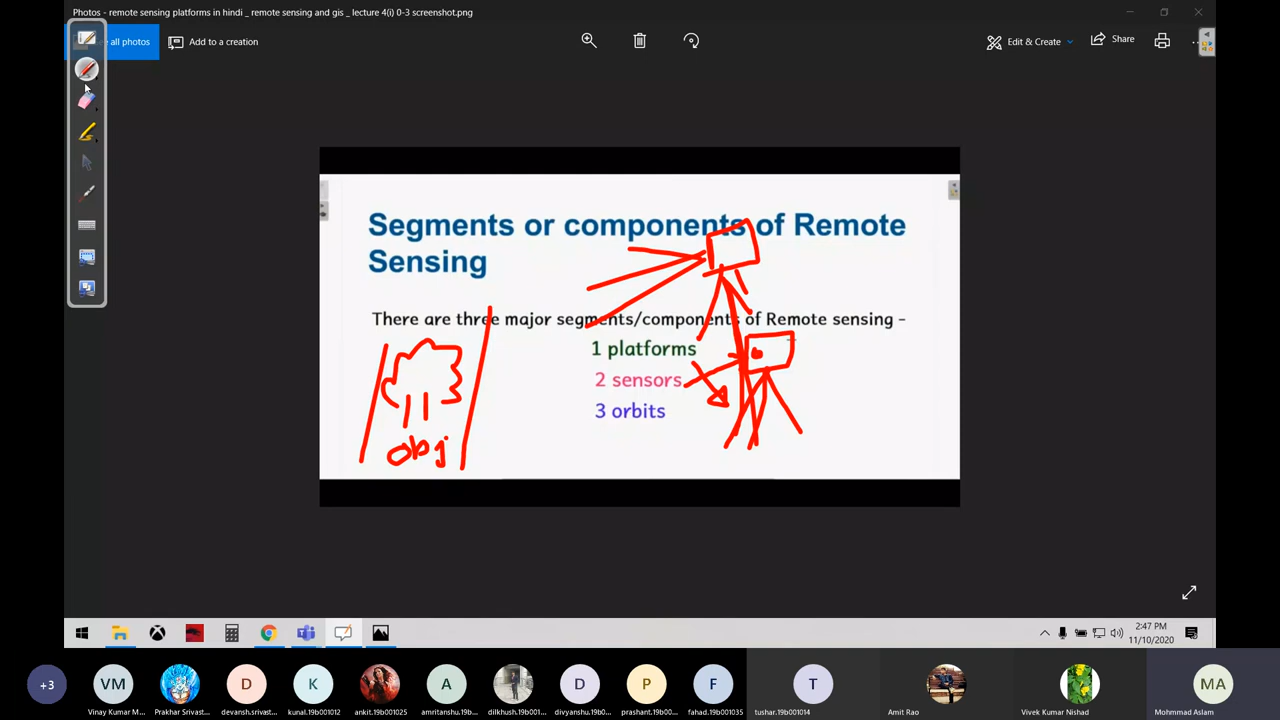 Photos - remote sensing platforms in hindi _ remote sensing and gis _ lecture 4(i) 0-3 screenshot.png
all photos
Add to a creation
Edit & Create
Share
Segments or components of Remote
Sensing
There are three major segments/components of Remote sensing -
1 platforms
2 sensors
3 orbits
obj
2:47 PM
11/10/2020
+3
VM
D
K
A
D
P
F
T
MA
Vinay Kumar M...
Prakhar Srivast...
devansh.srivast...
kunal.19b001012
ankit.19b001025
amritanshu.19b...
dilkhush.19b001...
divyanshu.19b0...
prashant.19b00...
fahad.19b001035
tushar.19b001014
Amit Rao
Vivek Kumar Nishad
Mohmmad Aslam